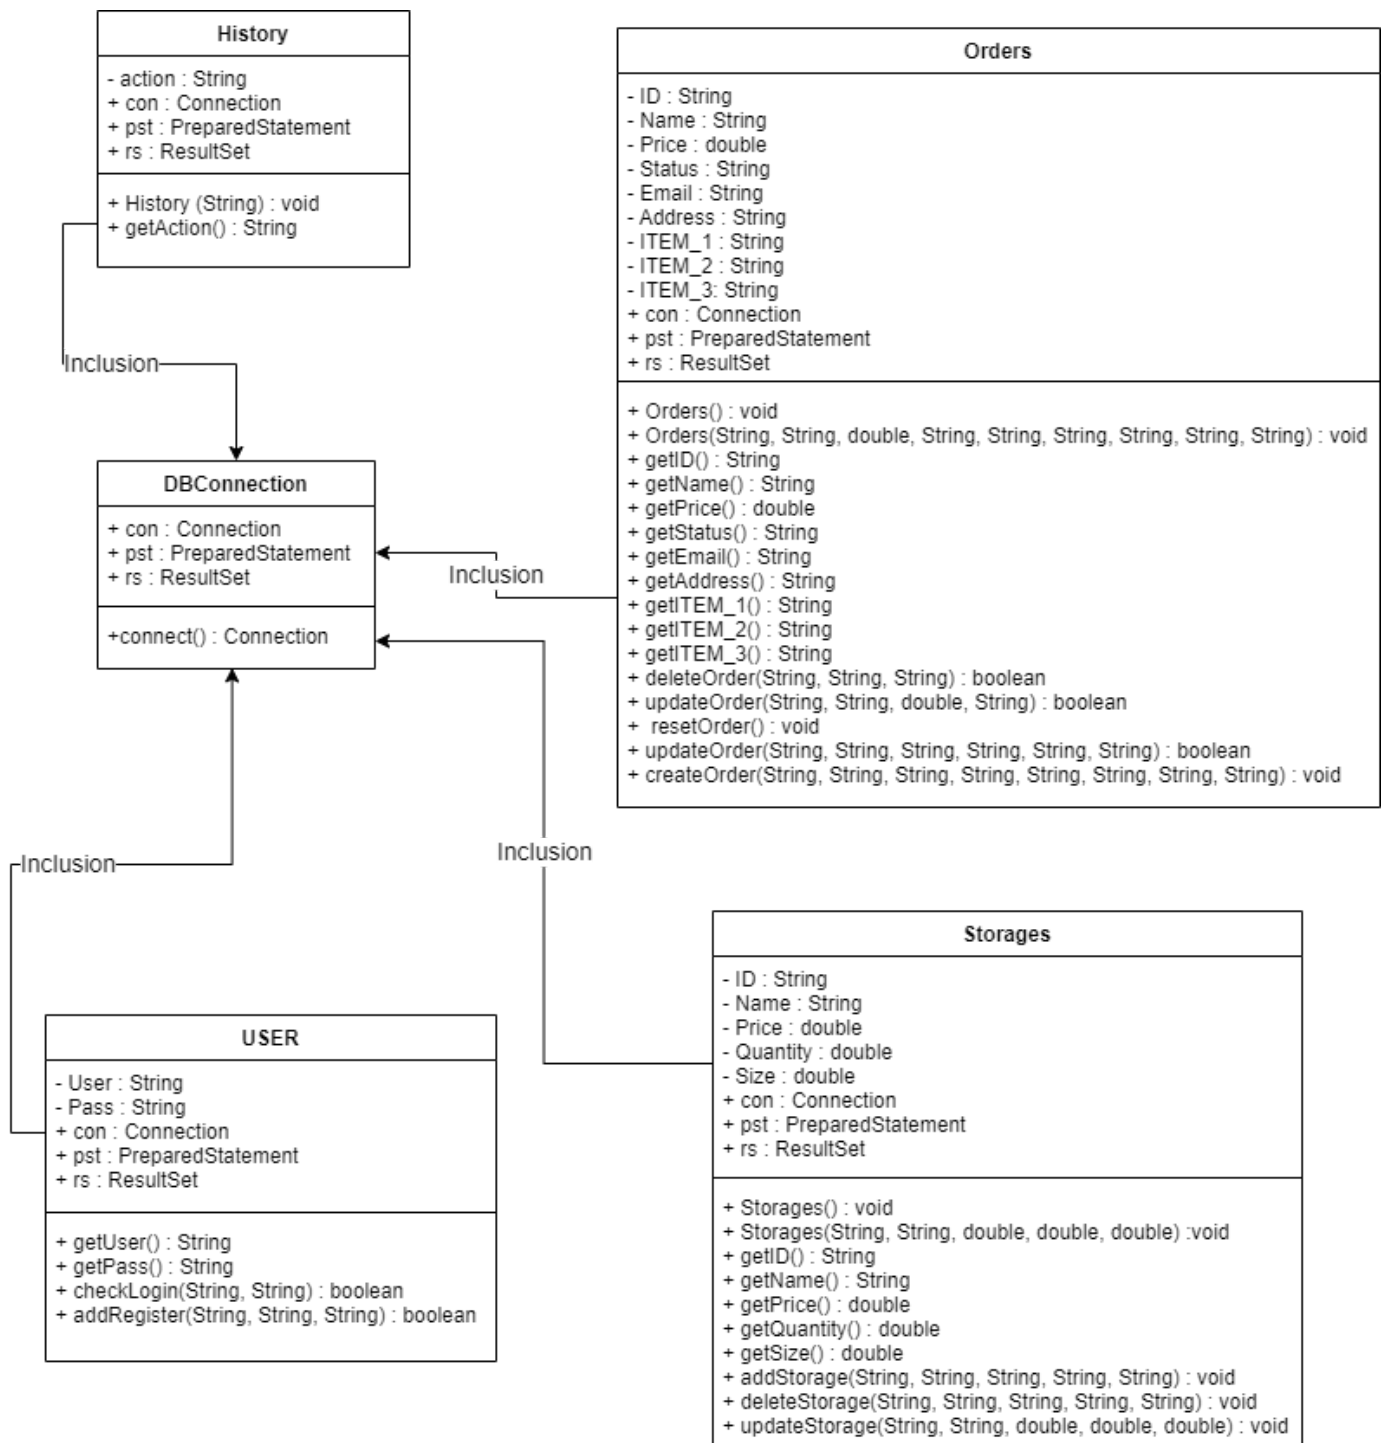 History
- action : String
+ con : Connection
+ pst : PreparedStatement
+ rs : ResultSet
+ History (String) : void
+ getAction() : String
Inclusion
Orders
- ID : String
- Name : String
- Price : double
- Status : String
- Email : String
- Address : String
- ITEM_1 : String
- ITEM_2 : String
- ITEM_3: String
+ con : Connection
+ pst : PreparedStatement
+ rs : ResultSet
+ Orders() : void
+ Orders(String, String, double, String, String, String, String, String, String) : void
+ getID() : String
+ getName() : String
+ getPrice() : double
+ getStatus() : String
+ getEmail() : String
+ getAddress() : String
+ getITEM_1() : String
+ getITEM_2() : String
+ getITEM_3() : String
+ deleteOrder(String, String, String) : boolean
+ updateOrder(String, String, double, String) : boolean
+  resetOrder() : void
+ updateOrder(String, String, String, String, String, String) : boolean
+ createOrder(String, String, String, String, String, String, String, String) : void
DBConnection
+ con : Connection
+ pst : PreparedStatement
+ rs : ResultSet
+connect() : Connection
Inclusion
Inclusion
Inclusion
USER
- User : String
- Pass : String
+ con : Connection
+ pst : PreparedStatement
+ rs : ResultSet
+ getUser() : String
+ getPass() : String
+ checkLogin(String, String) : boolean
+ addRegister(String, String, String) : boolean
Storages
- ID : String
- Name : String
- Price : double
- Quantity : double
- Size : double
+ con : Connection
+ pst : PreparedStatement
+ rs : ResultSet
+ Storages() : void
+ Storages(String, String, double, double, double) :void
+ getID() : String
+ getName() : String
+ getPrice() : double
+ getQuantity() : double
+ getSize() : double
+ addStorage(String, String, String, String, String) : void
+ deleteStorage(String, String, String, String, String) : void
+ updateStorage(String, String, double, double, double) : void